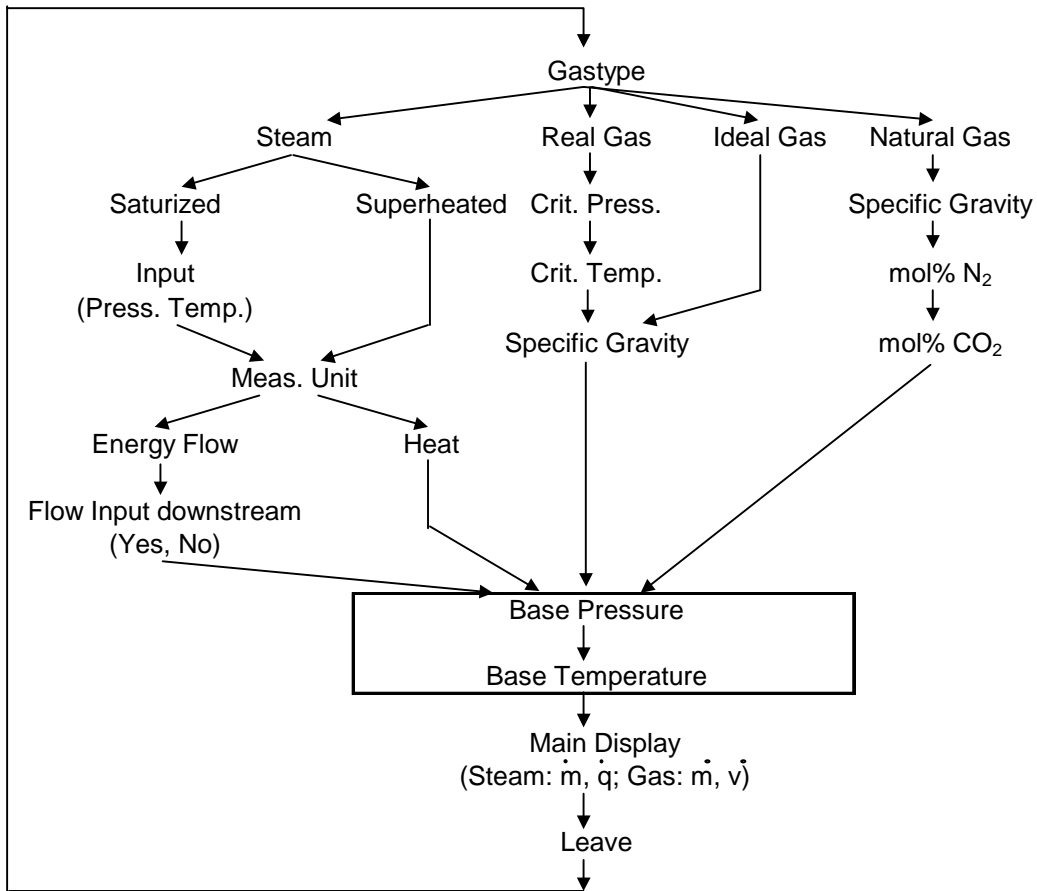 Gastype
Steam
Real Gas
Ideal Gas
Natural Gas
Saturized
Superheated
Crit. Press.
Specific Gravity
Input
(Press. Temp.)
Crit. Temp.
mol% N₂
Specific Gravity
mol% CO₂
Meas. Unit
Energy Flow
Heat
Flow Input downstream
(Yes, No)
Base Pressure
Base Temperature
Main Display
(Steam: ṁ, q̇; Gas: ṁ, v̇)
Leave